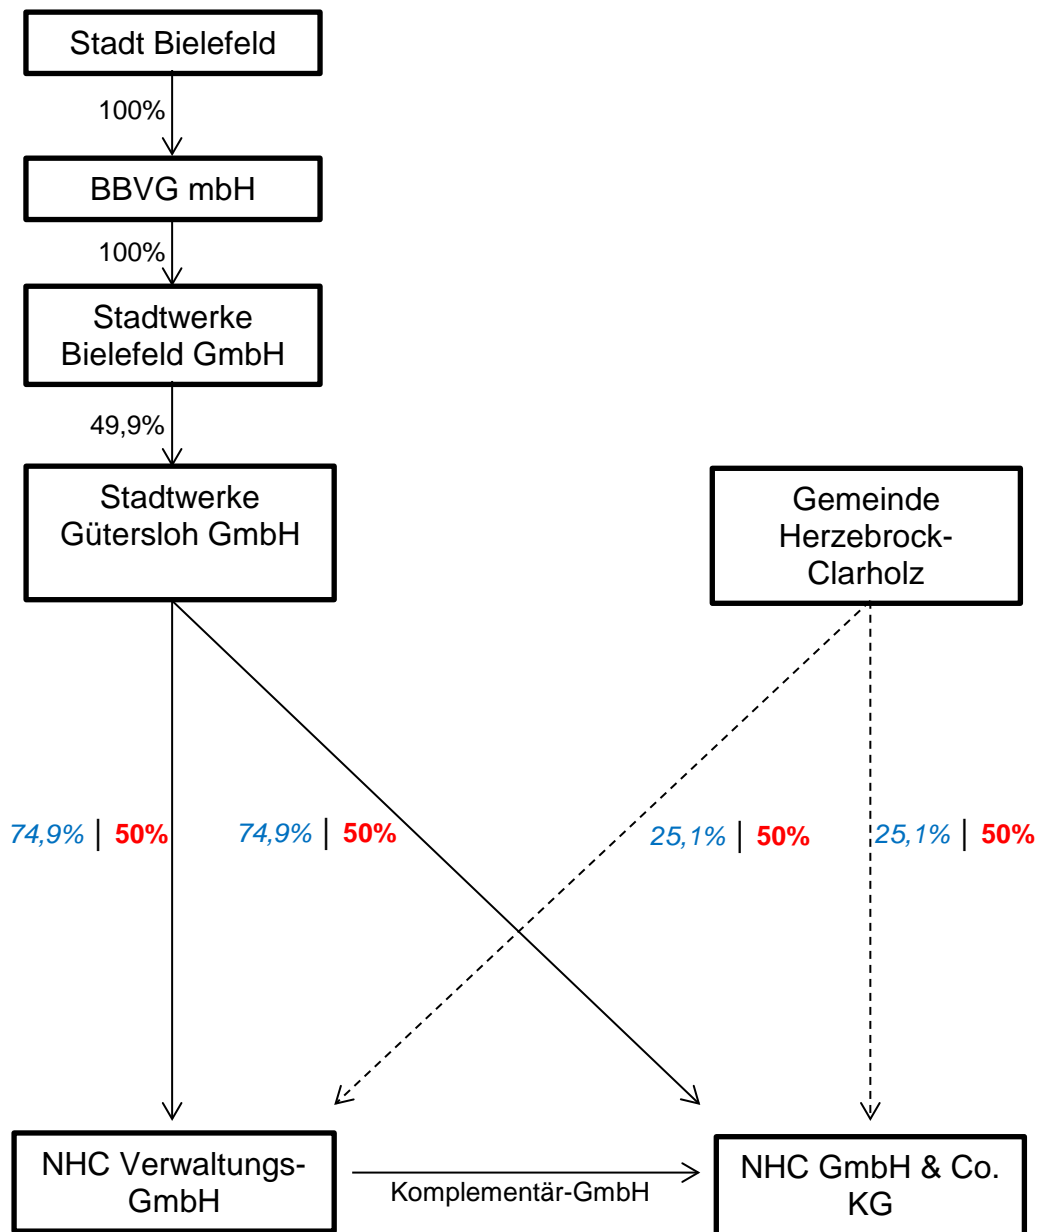 Stadt Bielefeld
100%
BBVG mbH
100%
Stadtwerke
Bielefeld GmbH
49,9%
Stadtwerke
Gütersloh GmbH
Gemeinde
Herzebrock-
Clarholz
74,9% | 50%
74,9% | 50%
25,1% | 50%
25,1% | 50%
NHC Verwaltungs-
GmbH
Komplementär-GmbH
NHC GmbH & Co.
KG